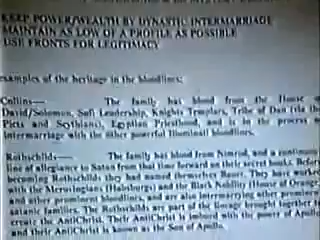 KEEP POWER/WEALTH BY DYNASTIC INTERMARRIAGE
MAINTAIN AS LOW OF A PROFILE AS POSSIBLE
USE FRONTS FOR LEGITIMACY
examples of the heritage in the bloodlines:
Collins— The family has blood from the House of
David/Solomon, Sufi Leadership, Knights Templars, Tribe of Dan (the
Picts and Scythians), Egyptian Priesthood, and is in the process of
intermarriage with the other powerful Illuminati bloodlines.
Rothschilds— The family has blood from Nimrod, and a continuous
line of allegiance to Satan from that time forward on their secret books. Before
becoming Rothschilds they had named themselves Bauer. They have worked
with the Merovingians (Habsburgs) and the Black Nobility (House of Orange,
and other prominent bloodlines, and are also intermarrying other prominent
satanic families. The Rothschilds are part of the lineage brought together to
create the AntiChrist. Their AntiChrist is imbued with the power of Apollo
and their AntiChrist is known as the Son of Apollo.